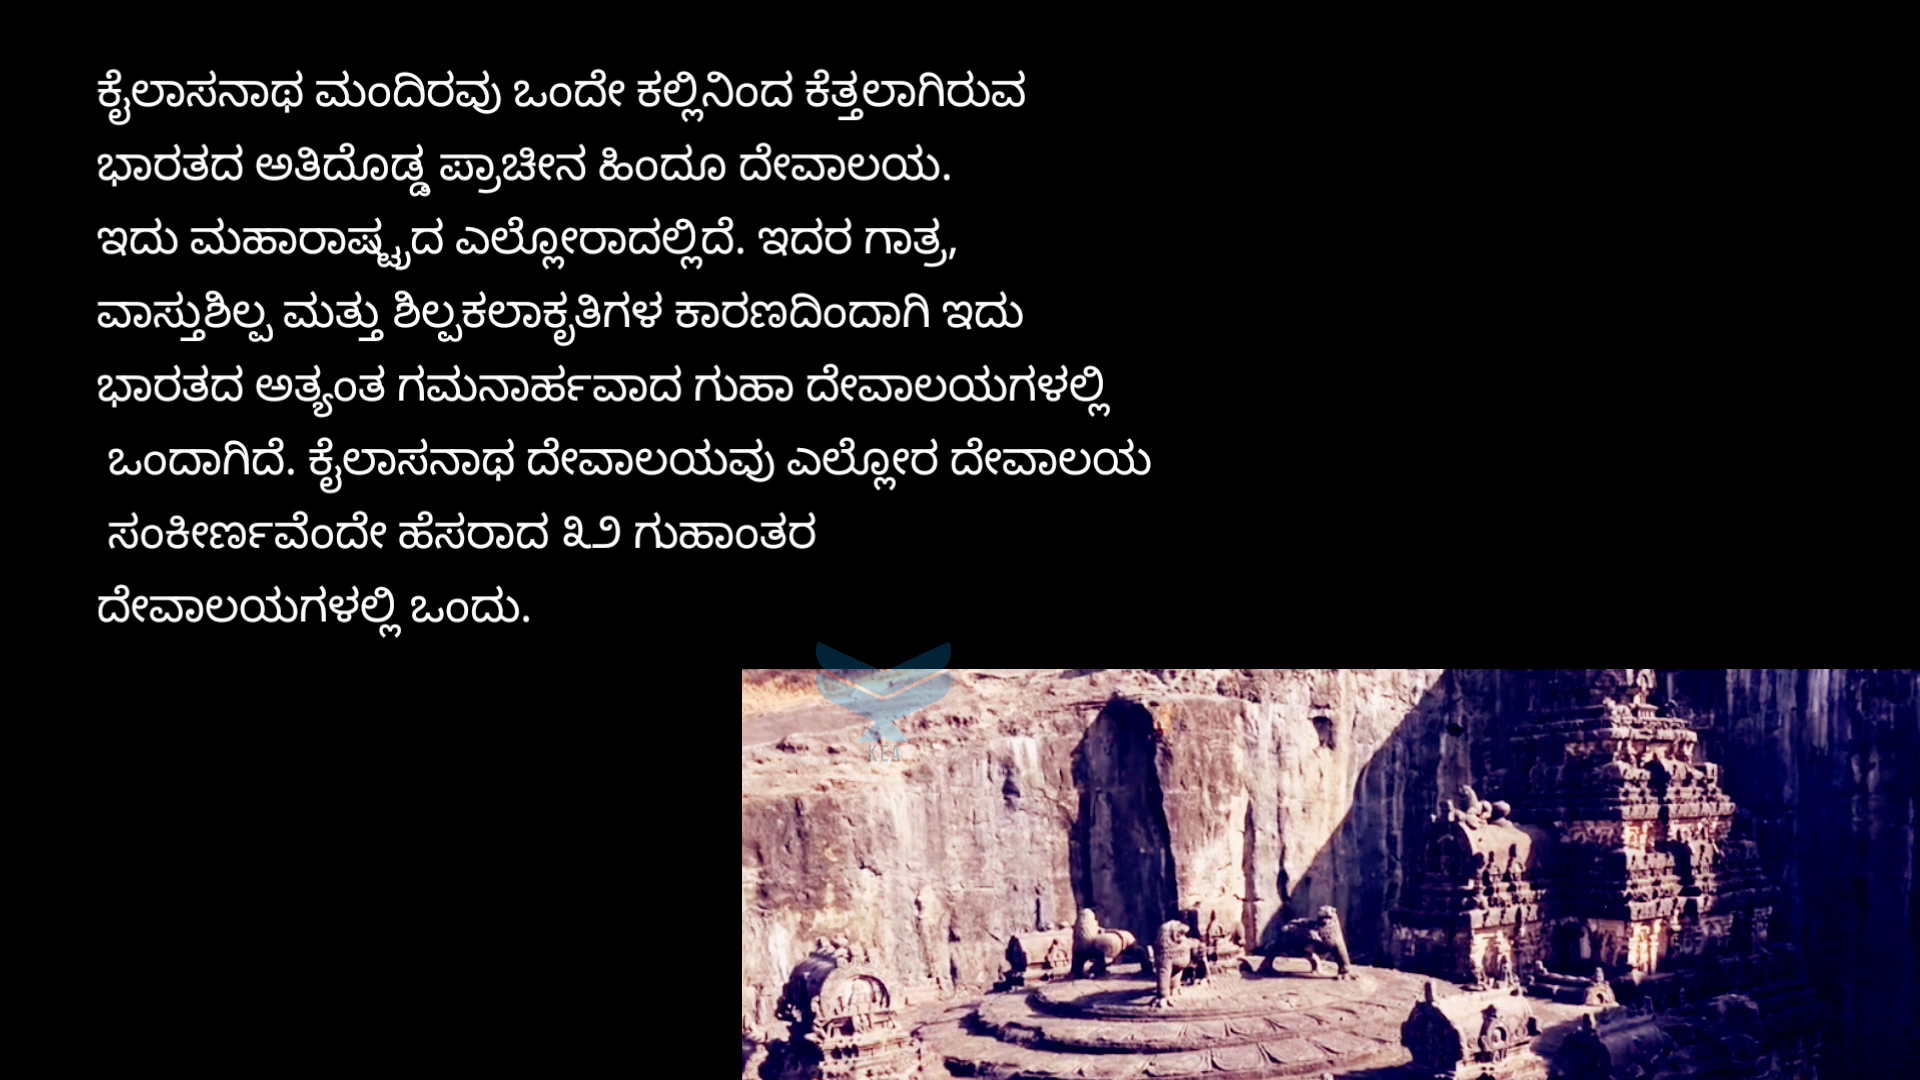 ಕೈಲಾಸನಾಥ ಮಂದಿರವು ಒಂದೇ ಕಲ್ಲಿನಿಂದ ಕೆತ್ತಲಾಗಿರುವ
ಭಾರತದ ಅತಿದೊಡ್ಡ ಪ್ರಾಚೀನ ಹಿಂದೂ ದೇವಾಲಯ.
ಇದು ಮಹಾರಾಷ್ಟ್ರದ ಎಲ್ಲೋರಾದಲ್ಲಿದೆ. ಇದರ ಗಾತ್ರ,
ವಾಸ್ತುಶಿಲ್ಪ ಮತ್ತು ಶಿಲ್ಪಕಲಾಕೃತಿಗಳ ಕಾರಣದಿಂದಾಗಿ ಇದು
ಭಾರತದ ಅತ್ಯಂತ ಗಮನಾರ್ಹವಾದ ಗುಹಾ ದೇವಾಲಯಗಳಲ್ಲಿ
ಒಂದಾಗಿದೆ. ಕೈಲಾಸನಾಥ ದೇವಾಲಯವು ಎಲ್ಲೋರ ದೇವಾಲಯ
ಸಂಕೀರ್ಣವೆಂದೇ ಹೆಸರಾದ ೩೨ ಗುಹಾಂತರ
ದೇವಾಲಯಗಳಲ್ಲಿ ಒಂದು.
KEA